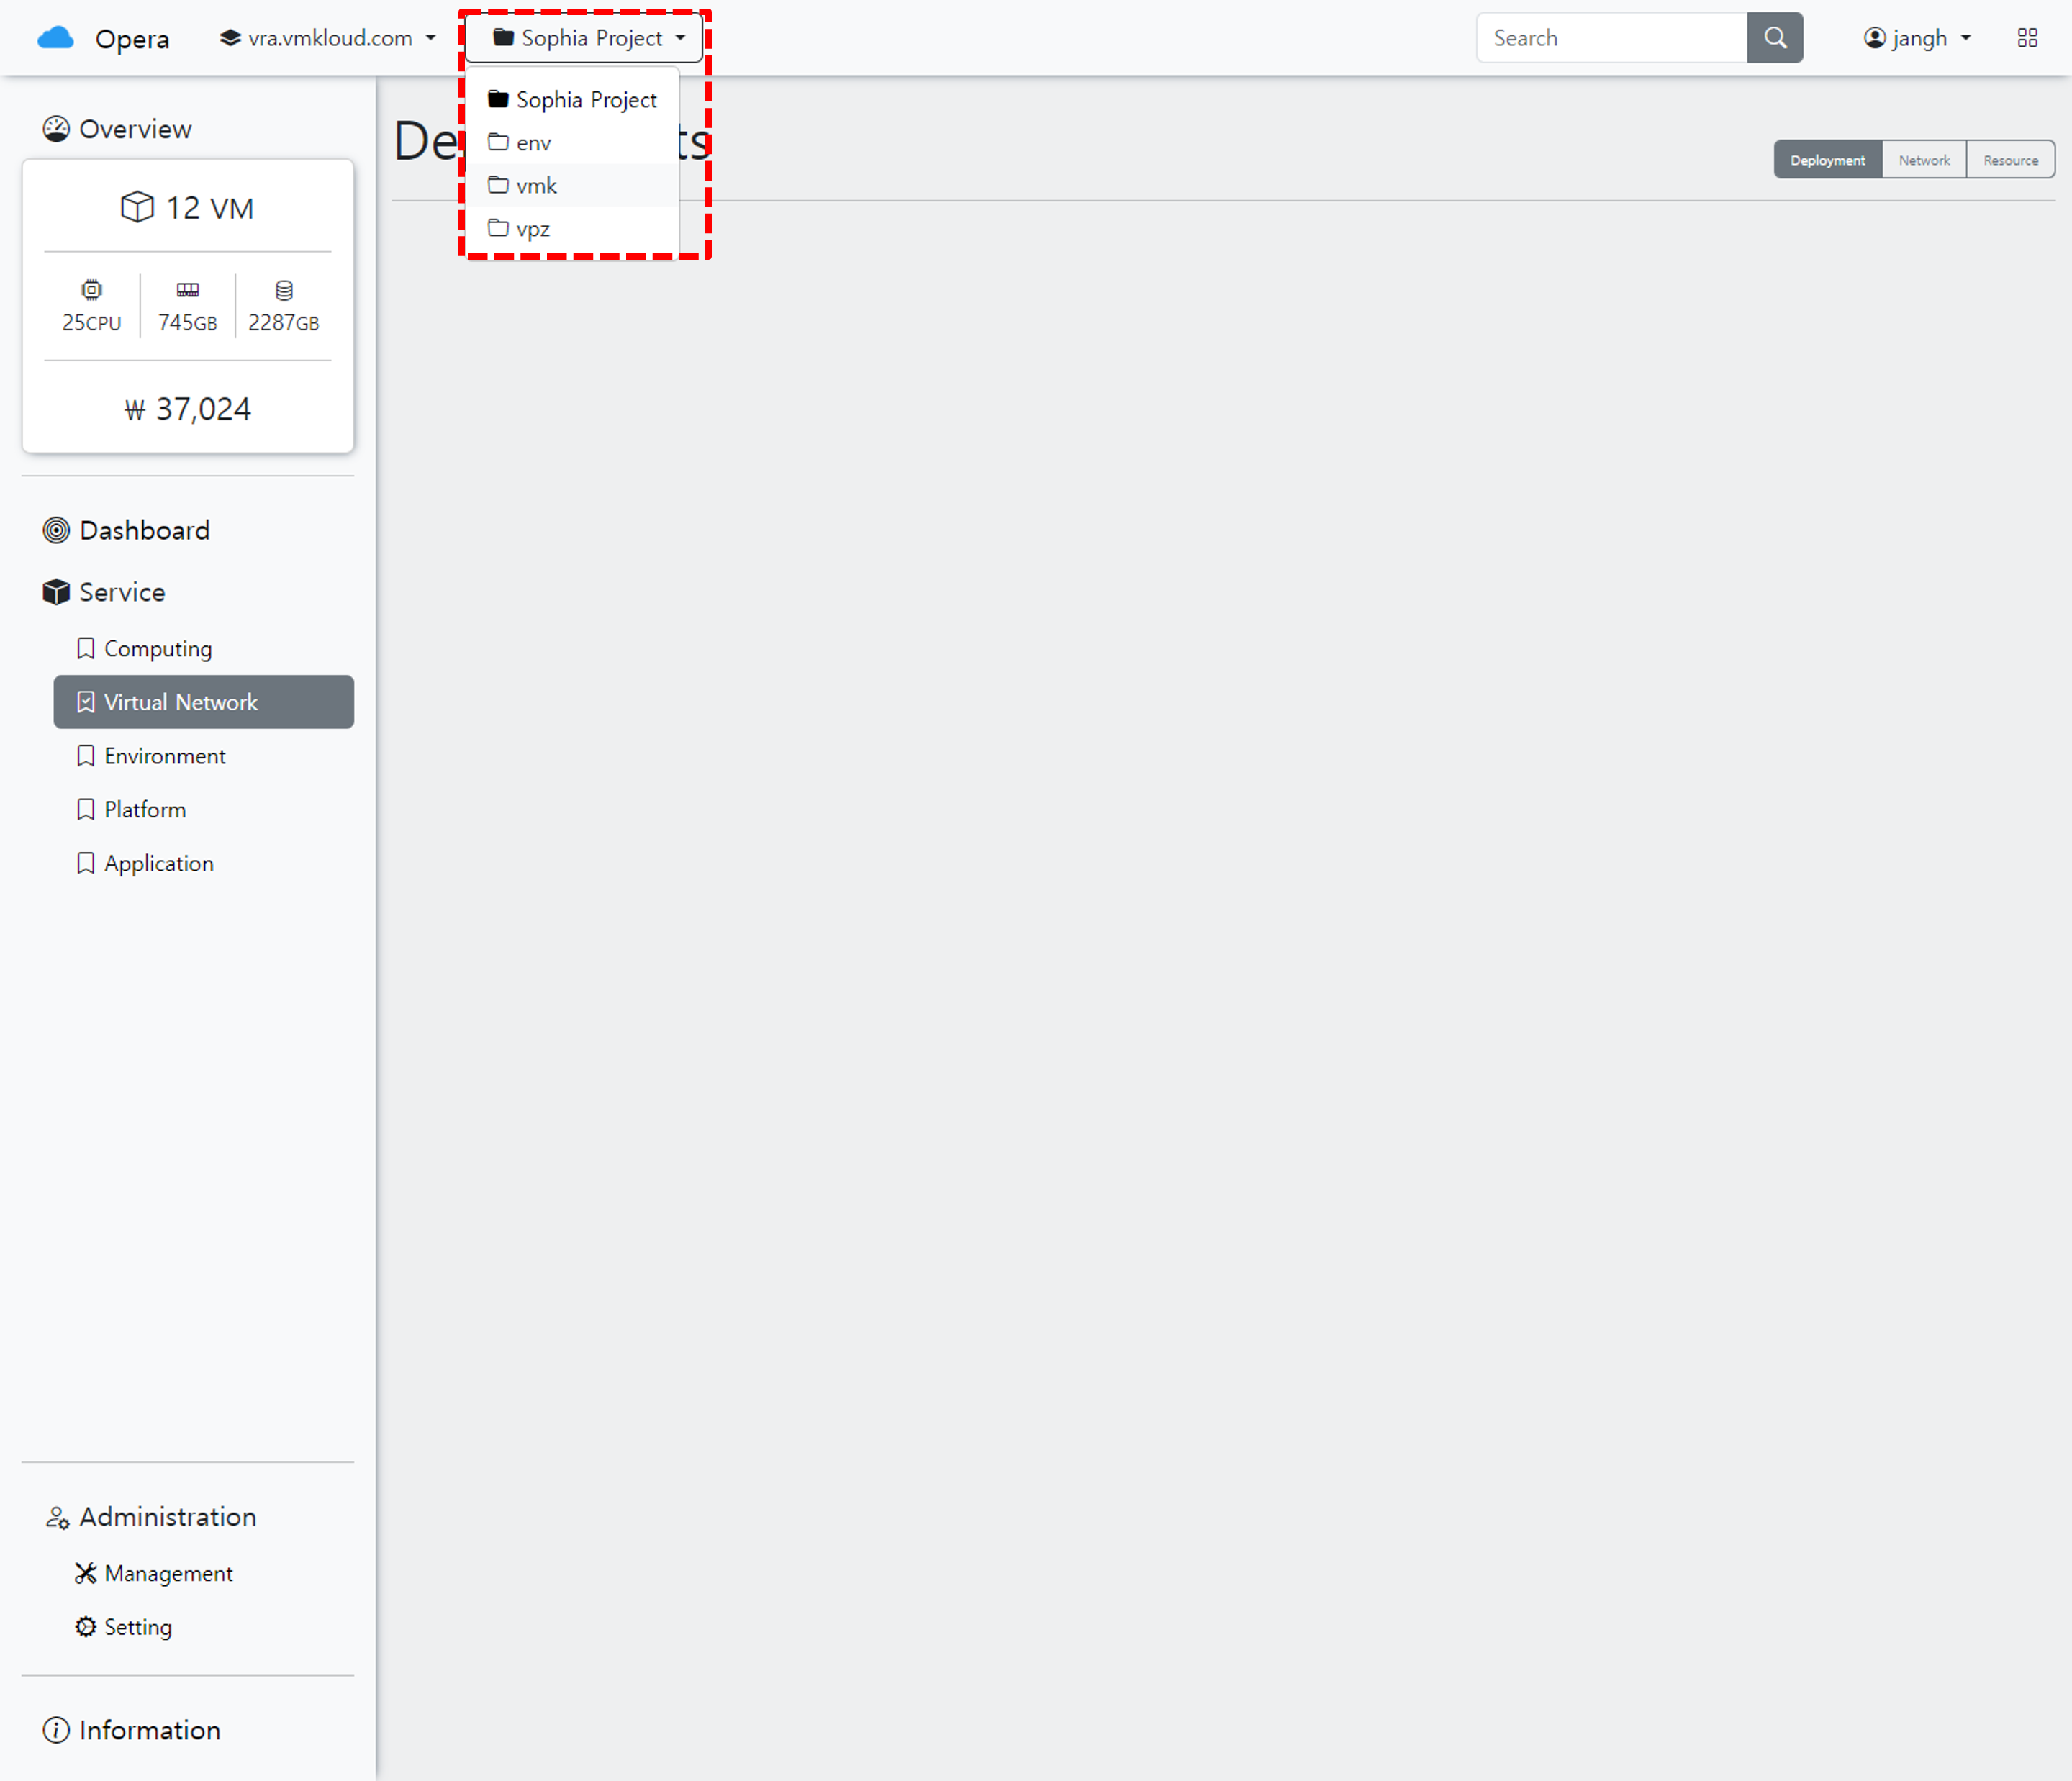 Opera
vra.vmkloud.com
Sophia Project
Search
jangh
Sophia Project
env
vmk
vpz
De
ts
Deployment
Network
Resource
Overview
12 VM
25CPU
745GB
2287GB
₩ 37,024
Dashboard
Service
Computing
Virtual Network
Environment
Platform
Application
Administration
Management
Setting
Information